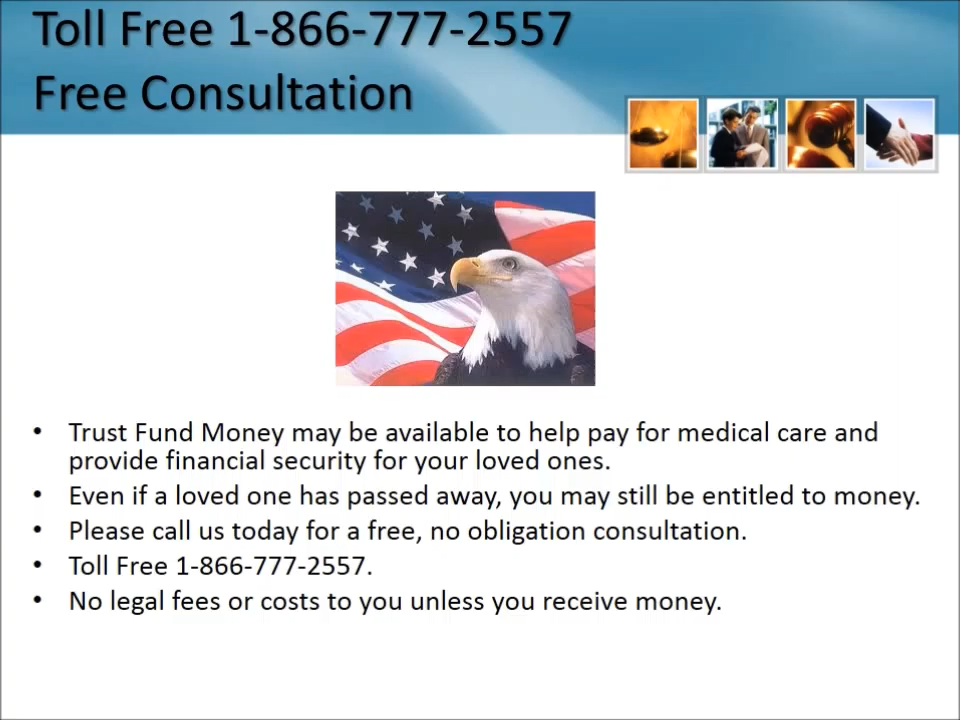 Toll Free 1-866-777-2557
Free Consultation
• Trust Fund Money may be available to help pay for medical care and
provide financial security for your loved ones.
• Even if a loved one has passed away, you may still be entitled to money.
• Please call us today for a free, no obligation consultation.
• Toll Free 1-866-777-2557.
• No legal fees or costs to you unless you receive money.